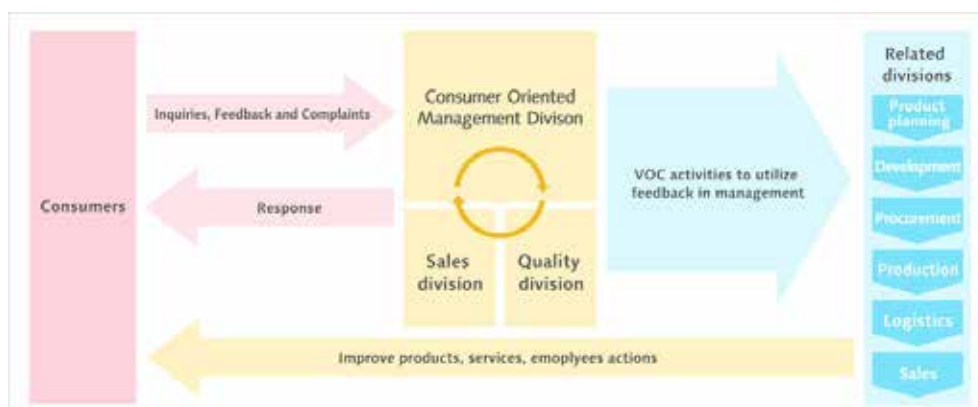 Consumers
Inquiries, Feedback and Complaints
Response
Consumer Oriented
Management Divison
Sales
division
Quality
division
VOC activities to utilize
feedback in management
Improve products, services, emoplyees actions
Related
divisions
Product
planning
Development
Procurement
Production
Logistics
Sales